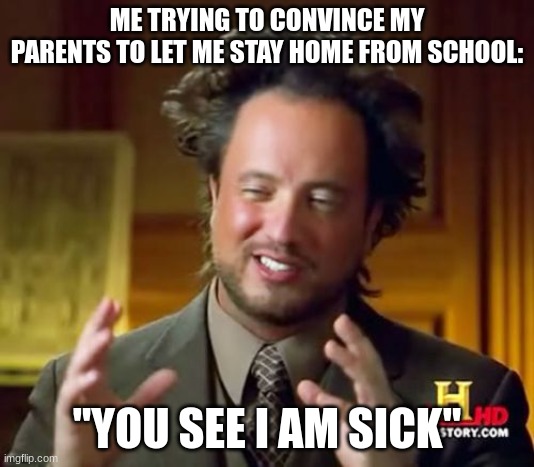 ME TRYING TO CONVINCE MY
PARENTS TO LET ME STAY HOME FROM SCHOOL:
"YOU SEE I AM SICK"
H HD
STORY.COM
imgflip.com